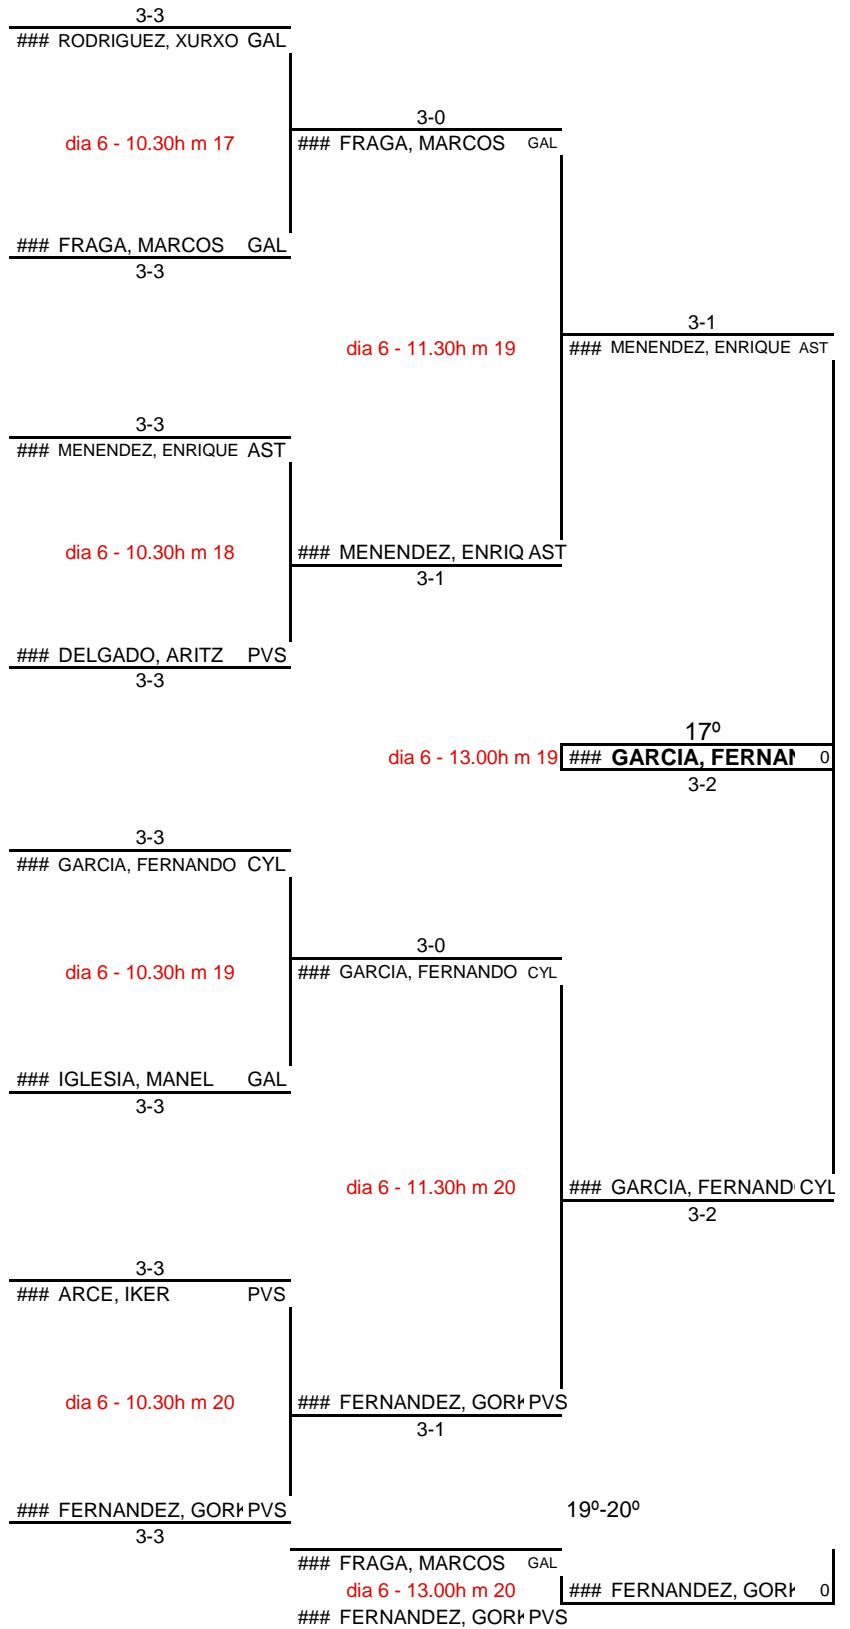 3-3
### RODRIGUEZ, XURXO GAL
3-0
dia 6 - 10.30h m 17
### FRAGA, MARCOS GAL
### FRAGA, MARCOS GAL
3-3
3-1
dia 6 - 11.30h m 19
### MENENDEZ, ENRIQUE AST
3-3
### MENENDEZ, ENRIQUE AST
dia 6 - 10.30h m 18
### MENENDEZ, ENRIQ AST
3-1
### DELGADO, ARITZ PVS
3-3
17º
dia 6 - 13.00h m 19
### GARCIA, FERNAN 0
3-2
3-3
### GARCIA, FERNANDO CYL
3-0
dia 6 - 10.30h m 19
### GARCIA, FERNANDO CYL
### IGLESIA, MANEL GAL
3-3
dia 6 - 11.30h m 20
### GARCIA, FERNAND CYL
3-2
3-3
### ARCE, IKER PVS
dia 6 - 10.30h m 20
### FERNANDEZ, GORK PVS
3-1
### FERNANDEZ, GORK PVS
19º-20º
3-3
### FRAGA, MARCOS GAL
dia 6 - 13.00h m 20
### FERNANDEZ, GORK 0
### FERNANDEZ, GORK PVS